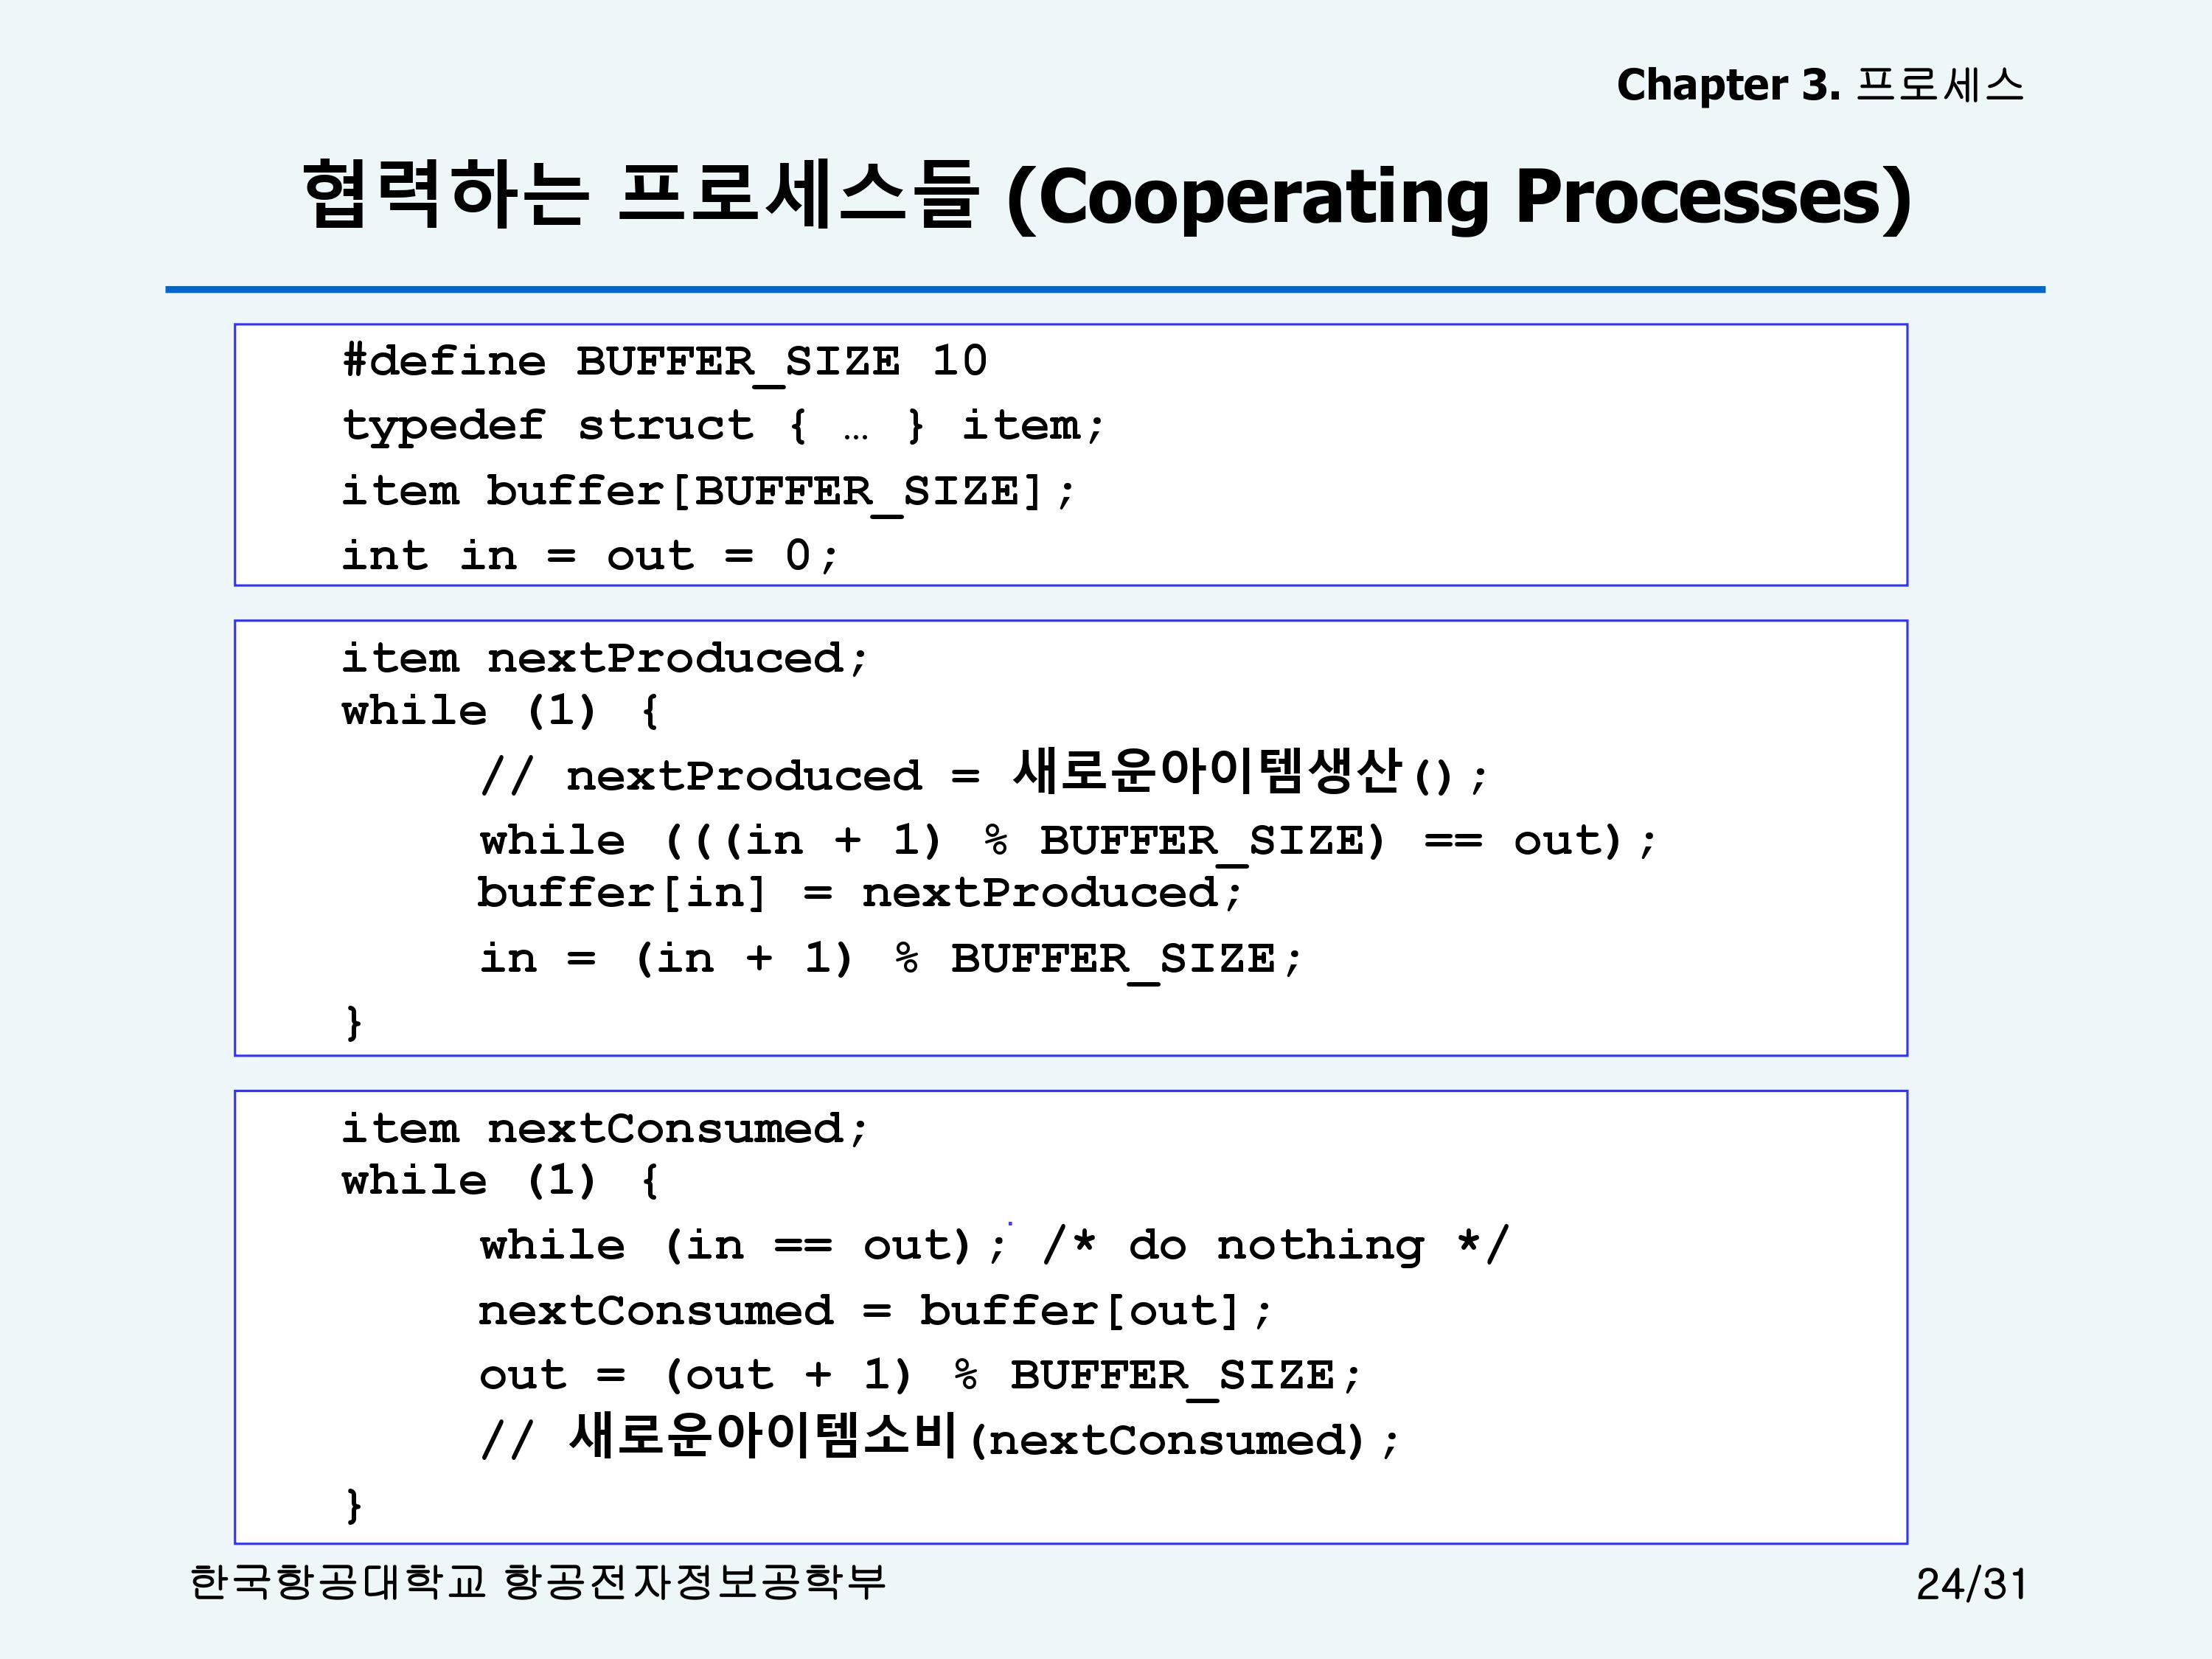 Chapter 3. 프로세스
협력하는 프로세스들 (Cooperating Processes)
#define BUFFER_SIZE 10
typedef struct { … } item;
item buffer[BUFFER_SIZE];
int in = out = 0;
item nextProduced;
while (1) {
// nextProduced = 새로운아이템생산();
while (((in + 1) % BUFFER_SIZE) == out);
buffer[in] = nextProduced;
in = (in + 1) % BUFFER_SIZE;
}
item nextConsumed;
while (1) {
while (in == out); /* do nothing */
nextConsumed = buffer[out];
out = (out + 1) % BUFFER_SIZE;
// 새로운아이템소비(nextConsumed);
}
한국항공대학교 항공전자정보공학부
24/31